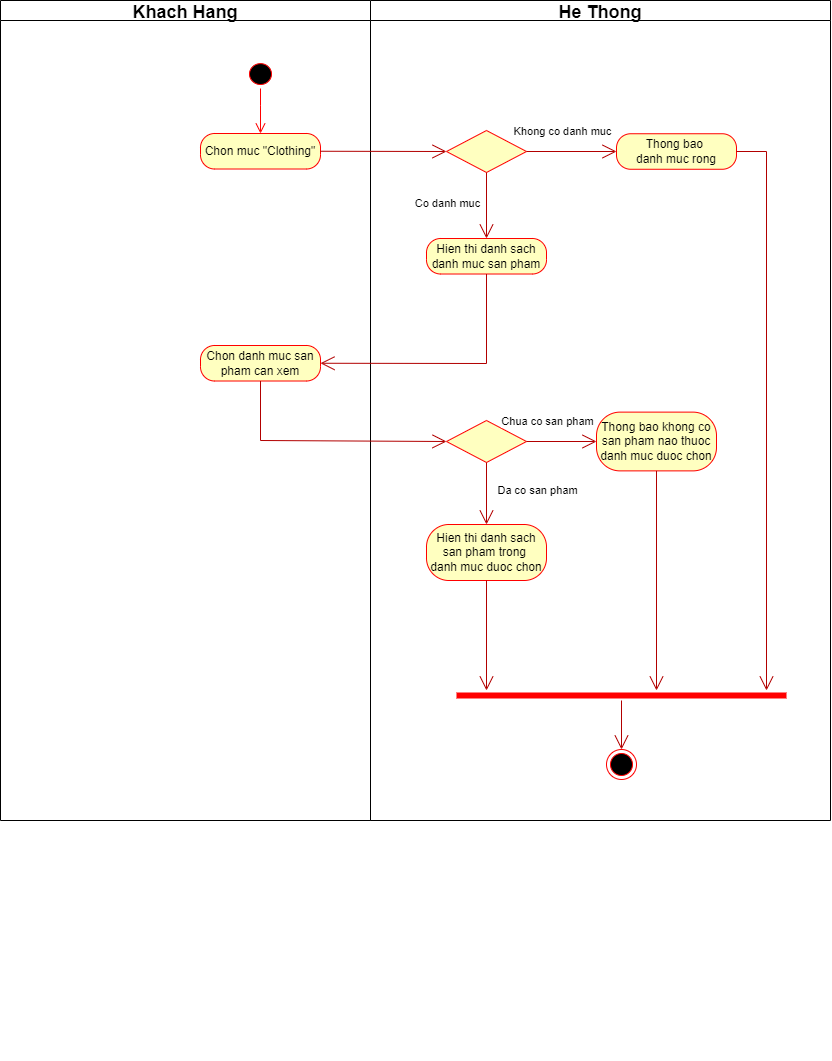 Khach Hang
He Thong
Chon muc "Clothing"
Khong co danh muc
Thong bao
danh muc rong
Co danh muc
Hien thi danh sach
danh muc san pham
Chon danh muc san
pham can xem
Chua co san pham
Thong bao khong co
san pham nao thuoc
danh muc duoc chon
Da co san pham
Hien thi danh sach
san pham trong
danh muc duoc chon